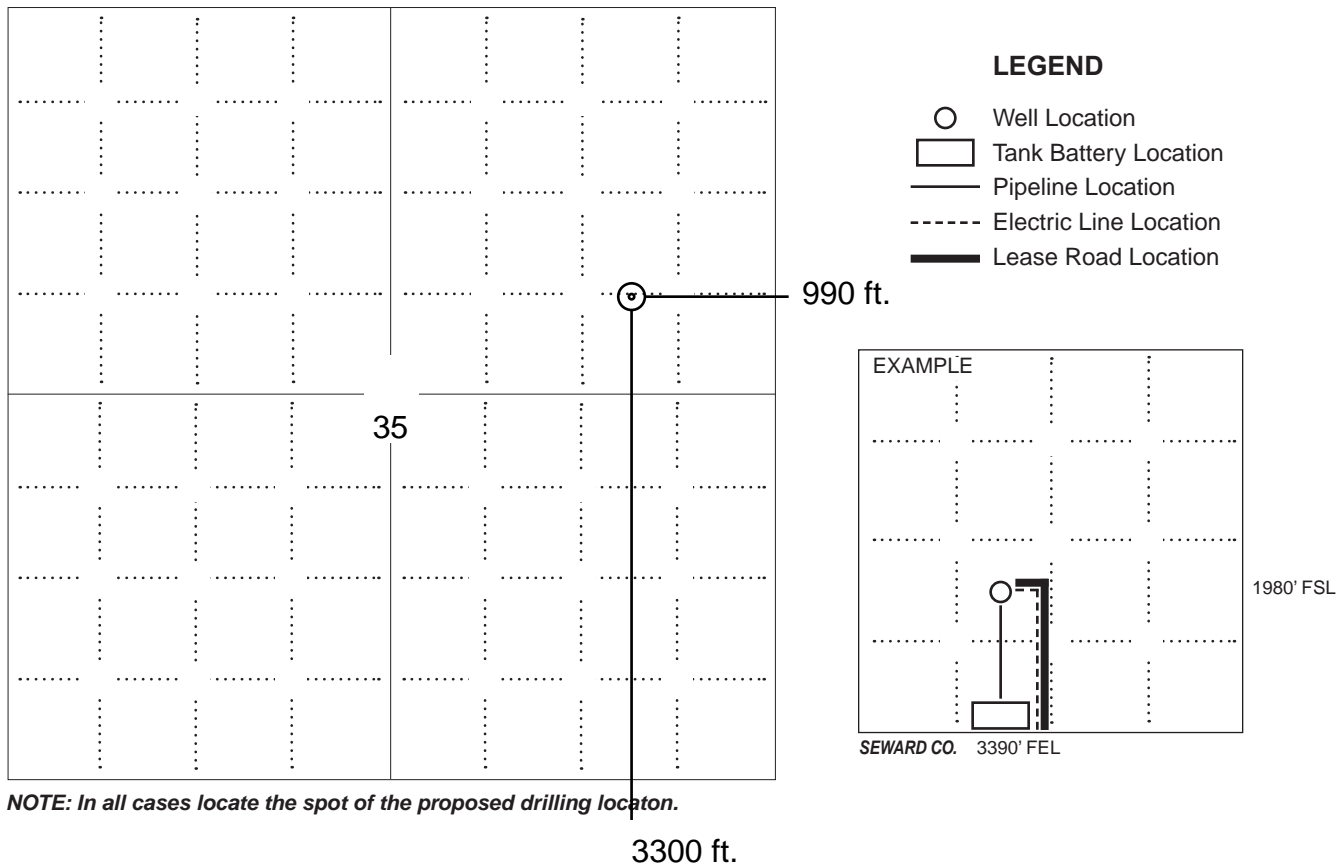 LEGEND
Well Location
Tank Battery Location
Pipeline Location
Electric Line Location
Lease Road Location
990 ft.
35
EXAMPLE
1980' FSL
SEWARD CO. 3390' FEL
NOTE: In all cases locate the spot of the proposed drilling locaton.
3300 ft.